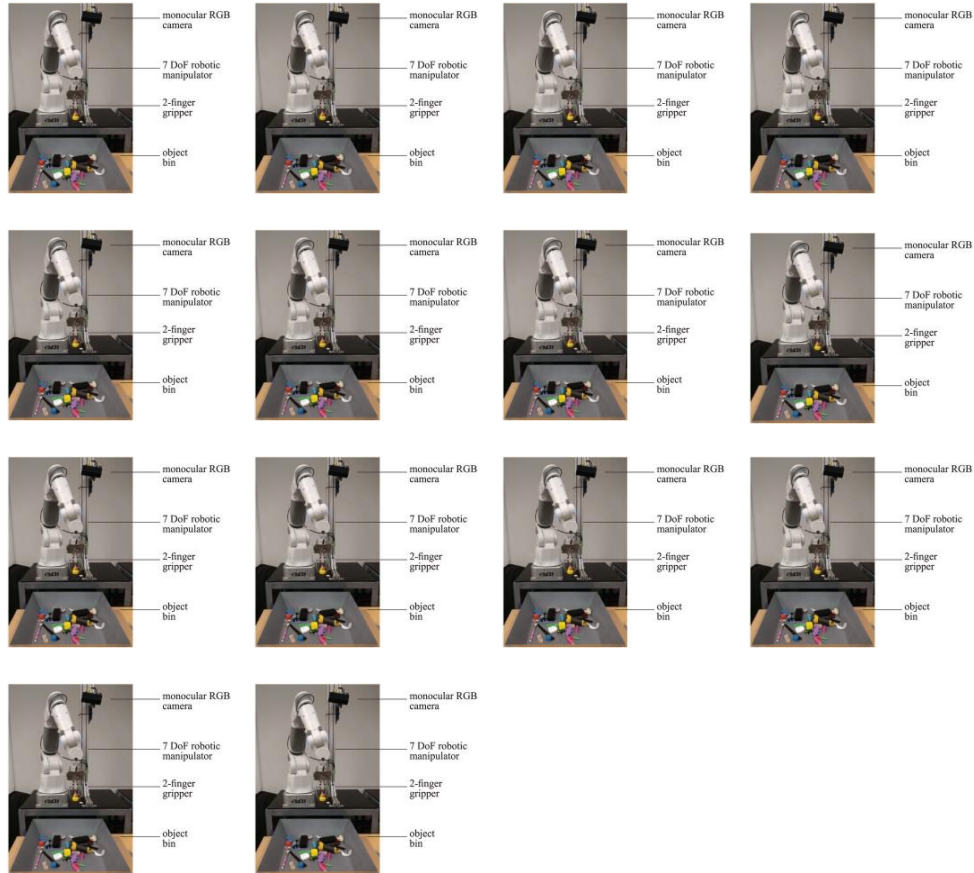 monocular RGB
camera
7 DoF robotic
manipulator
2-finger
gripper
object
bin
monocular RGB
camera
7 DoF robotic
manipulator
2-finger
gripper
object
bin
monocular RGB
camera
7 DoF robotic
manipulator
2-finger
gripper
object
bin
monocular RGB
camera
7 DoF robotic
manipulator
2-finger
gripper
object
bin
monocular RGB
camera
7 DoF robotic
manipulator
2-finger
gripper
object
bin
monocular RGB
camera
7 DoF robotic
manipulator
2-finger
gripper
object
bin
monocular RGB
camera
7 DoF robotic
manipulator
2-finger
gripper
object
bin
monocular RGB
camera
7 DoF robotic
manipulator
2-finger
gripper
object
bin
monocular RGB
camera
7 DoF robotic
manipulator
2-finger
gripper
object
bin
monocular RGB
camera
7 DoF robotic
manipulator
2-finger
gripper
object
bin
monocular RGB
camera
7 DoF robotic
manipulator
2-finger
gripper
object
bin
monocular RGB
camera
7 DoF robotic
manipulator
2-finger
gripper
object
bin
monocular RGB
camera
7 DoF robotic
manipulator
2-finger
gripper
object
bin
monocular RGB
camera
7 DoF robotic
manipulator
2-finger
gripper
object
bin